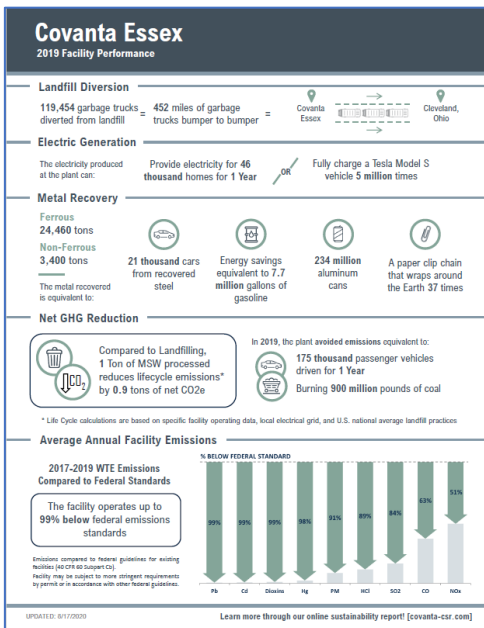 Covanta Essex
2019 Facility Performance
Landfill Diversion
119,454 garbage trucks
diverted from landfill
=
452 miles of garbage
trucks bumper to bumper
=
Covanta
Essex
Cleveland,
Ohio
Electric Generation
The electricity produced
at the plant can:
Provide electricity for 46
thousand homes for 1 Year
OR
Fully charge a Tesla Model S
vehicle 5 million times
Metal Recovery
Ferrous
24,460 tons
Non-Ferrous
3,400 tons
The metal recovered
is equivalent to:
21 thousand cars
from recovered
steel
Energy savings
equivalent to 7.7
million gallons of
gasoline
234 million
aluminum
cans
A paper clip chain
that wraps around
the Earth 37 times
Net GHG Reduction
CO2
Compared to Landfilling,
1 Ton of MSW processed
reduces lifecycle emissions*
by 0.9 tons of net CO2e
In 2019, the plant avoided emissions equivalent to:
175 thousand passenger vehicles
driven for 1 Year
Burning 900 million pounds of coal
* Life Cycle calculations are based on specific facility operating data, local electrical grid, and U.S. national average landfill practices
Average Annual Facility Emissions
2017-2019 WTE Emissions
Compared to Federal Standards
The facility operates up to
99% below federal emissions
standards
Emissions compared to federal guidelines for existing
facilities (40 CFR 60 Subpart Cb).
Facility may be subject to more stringent requirements
by permit or in accordance with other federal guidelines.
% BELOW FEDERAL STANDARD
99% 99% 99% 98% 91% 89% 84% 63% 51%
Pb Cd Dioxins Hg PM HCl SO2 CO NOx
UPDATED: 8/17/2020
Learn more through our online sustainability report! [covanta-csr.com]